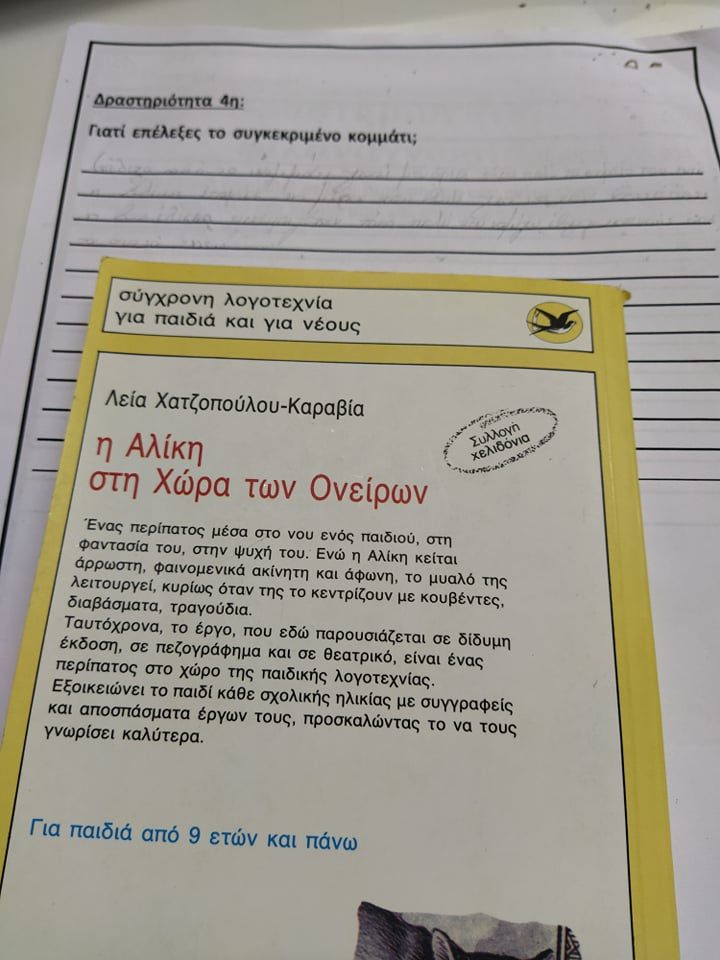 Δραστηριότητα 4η:
Γιατί επέλεξες το συγκεκριμένο κομμάτι;
σύγχρονη λογοτεχνία
για παιδιά και για νέους
Λεία Χατζοπούλου-Καραβία
Συλλογή
χελιδόνια
η Αλίκη
στη Χώρα των Ονείρων
Ένας περίπατος μέσα στο νου ενός παιδιού, στη
φαντασία του, στην ψυχή του. Ενώ η Αλίκη κείται
άρρωστη, φαινομενικά ακίνητη και άφωνη, το μυαλό της
λειτουργεί, κυρίως όταν της το κεντρίζουν με κουβέντες,
διαβάσματα, τραγούδια.
Ταυτόχρονα, το έργο, που εδώ παρουσιάζεται σε δίδυμη
έκδοση, σε πεζογράφημα και σε θεατρικό, είναι ένας
περίπατος στο χώρο της παιδικής λογοτεχνίας.
Εξοικειώνει το παιδί κάθε σχολικής ηλικίας με συγγραφείς
και αποσπάσματα έργων τους, προσκαλώντας το να τους
γνωρίσει καλύτερα.
Για παιδιά από 9 ετών και πάνω